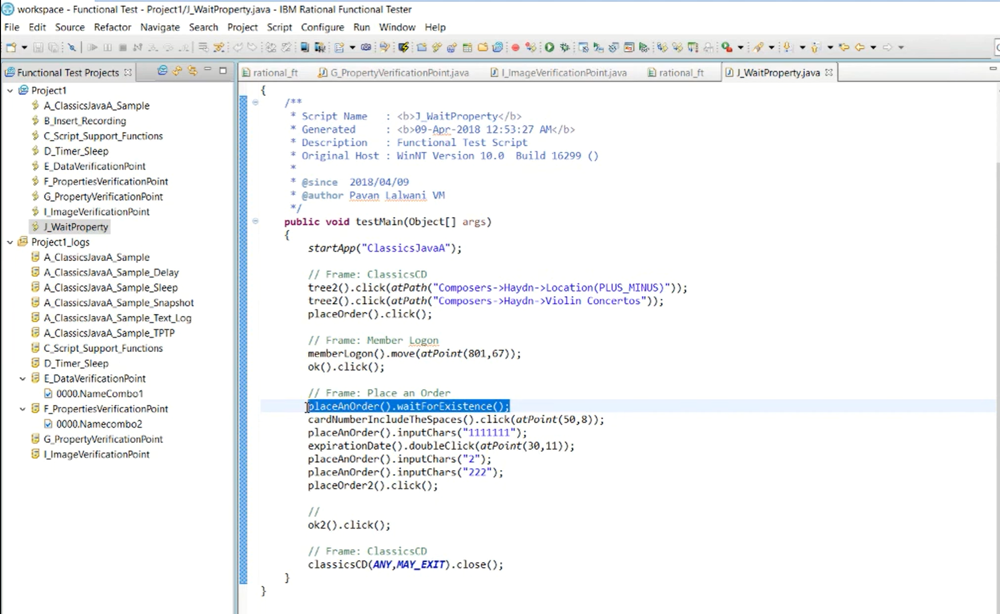 workspace - Functional Test - Project1/J_WaitProperty.java - IBM Rational Functional Tester
File Edit Source Refactor Navigate Search Project Script Configure Run Window Help
Functional Test Projects
rational_ft G_PropertyVerificationPoint.java I_ImageVerificationPoint.java rational_ft J_WaitProperty.java
Project1
A_ClassicsJavaA_Sample
B_Insert_Recording
C_Script_Support_Functions
D_Timer_Sleep
E_DataVerificationPoint
F_PropertiesVerificationPoint
G_PropertyVerificationPoint
I_ImageVerificationPoint
J_WaitProperty
Project1_logs
A_ClassicsJavaA_Sample
A_ClassicsJavaA_Sample_Delay
A_ClassicsJavaA_Sample_Sleep
A_ClassicsJavaA_Sample_Snapshot
A_ClassicsJavaA_Sample_Text_Log
A_ClassicsJavaA_Sample_TPTP
C_Script_Support_Functions
D_Timer_Sleep
E_DataVerificationPoint
0000.NameCombo1
F_PropertiesVerificationPoint
0000.Namecombo2
G_PropertyVerificationPoint
I_ImageVerificationPoint
{
/**
* Script Name : <b>J_WaitProperty</b>
* Generated : <b>09-Apr-2018 12:53:27 AM</b>
* Description : Functional Test Script
* Original Host : WinNT Version 10.0 Build 16299 ()
*
* @since 2018/04/09
* @author Pavan Lalwani VM
*/
public void testMain(Object[] args)
{
startApp("ClassicsJavaA");
// Frame: ClassicsCD
tree2().click(atPath("Composers->Haydn->Location(PLUS_MINUS)"));
tree2().click(atPath("Composers->Haydn->Violin Concertos"));
placeOrder().click();
// Frame: Member Logon
memberLogon().move(atPoint(801,67));
ok().click();
// Frame: Place an Order
placeAnOrder().waitForExistence();
cardNumberIncludeTheSpaces().click(atPoint(50,8));
placeAnOrder().inputChars("1111111");
expirationDate().doubleClick(atPoint(30,11));
placeAnOrder().inputChars("2");
placeAnOrder().inputChars("222");
placeOrder2().click();
//
ok2().click();
// Frame: ClassicsCD
classicsCD(ANY,MAY_EXIT).close();
}
}